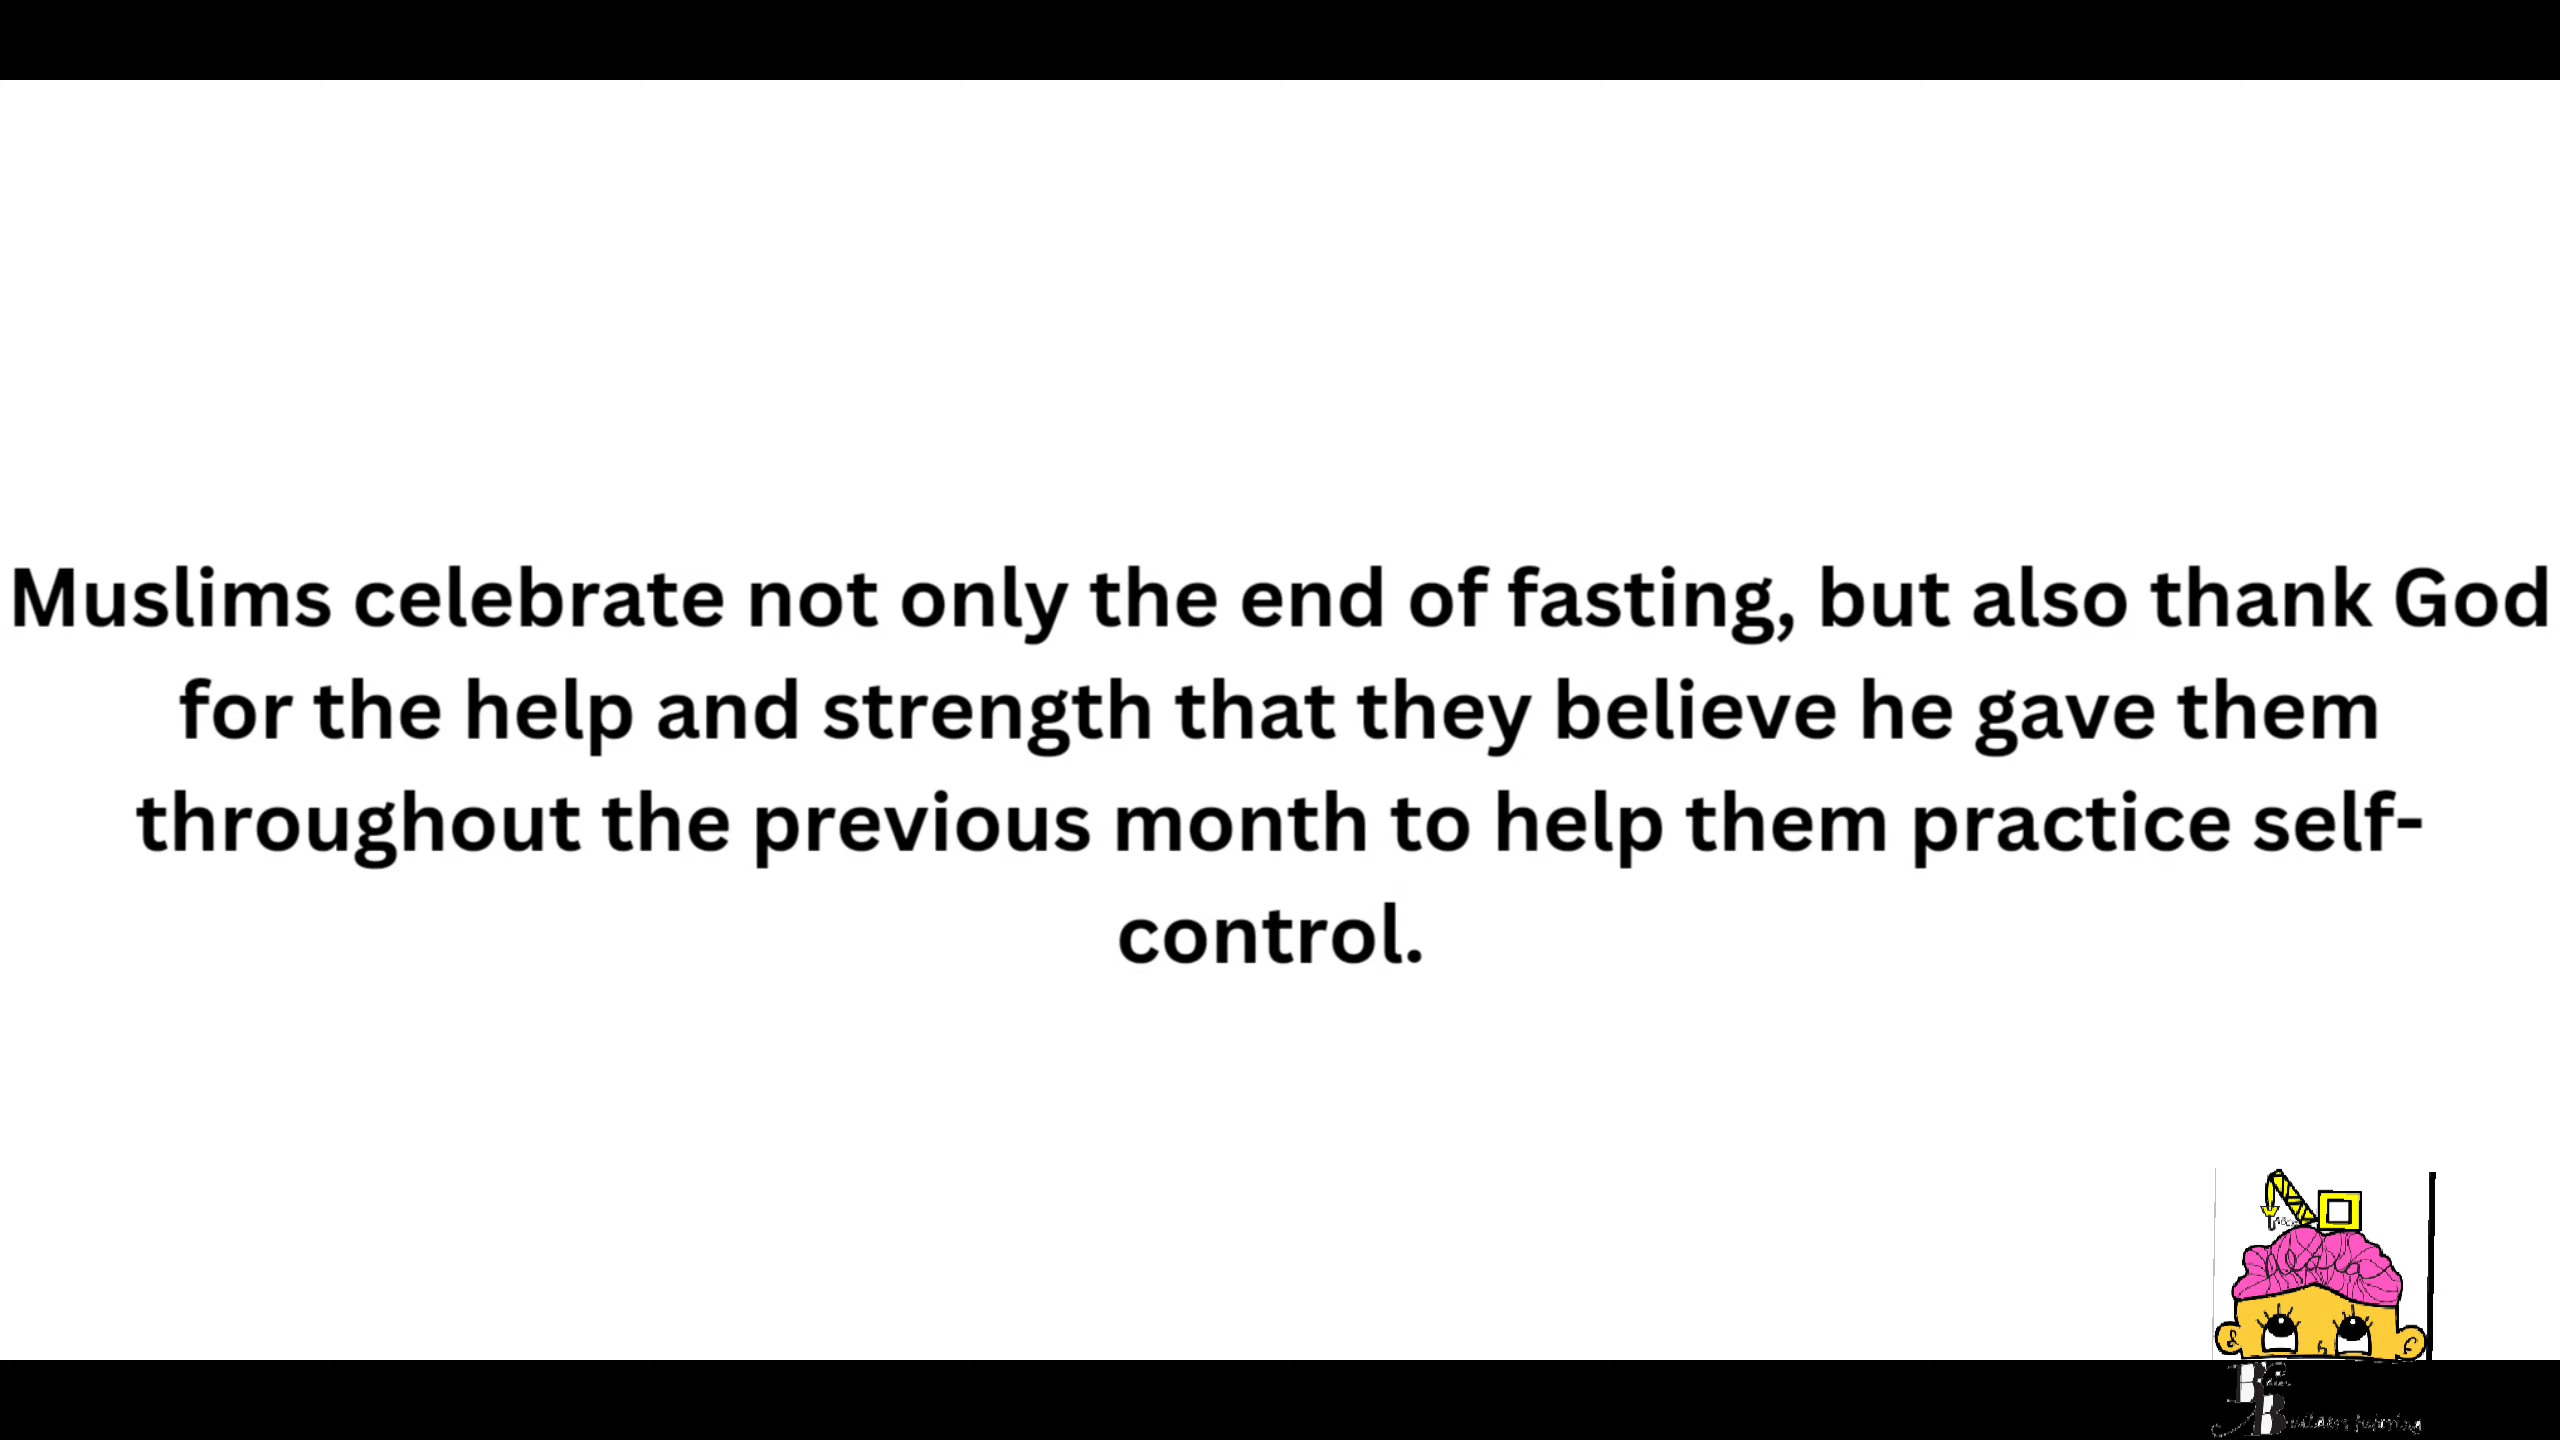 Muslims celebrate not only the end of fasting, but also thank God
for the help and strength that they believe he gave them
throughout the previous month to help them practice self-
control.